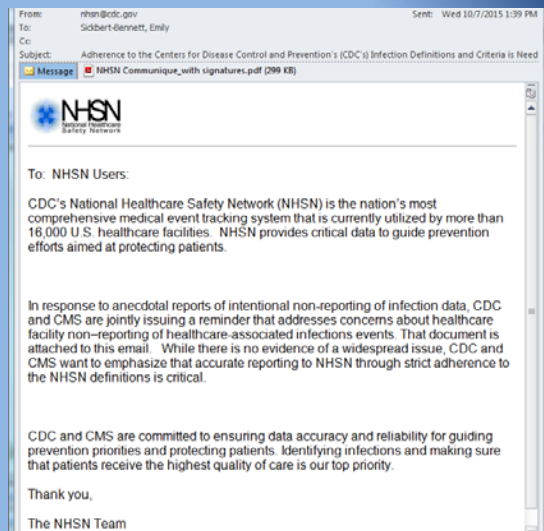 From: nhsn@cdc.gov Sent: Wed 10/7/2015 1:39 PM
To: Sickbert-Bennett, Emily
Cc:
Subject: Adherence to the Centers for Disease Control and Prevention's (CDC's) Infection Definitions and Criteria is Need
Message NHSN Communique_with signatures.pdf (299 KB)
NHSN
National Healthcare
Safety Network
To: NHSN Users:
CDC's National Healthcare Safety Network (NHSN) is the nation's most
comprehensive medical event tracking system that is currently utilized by more than
16,000 U.S. healthcare facilities. NHSN provides critical data to guide prevention
efforts aimed at protecting patients.
In response to anecdotal reports of intentional non-reporting of infection data, CDC
and CMS are jointly issuing a reminder that addresses concerns about healthcare
facility non–reporting of healthcare-associated infections events. That document is
attached to this email. While there is no evidence of a widespread issue, CDC and
CMS want to emphasize that accurate reporting to NHSN through strict adherence to
the NHSN definitions is critical.
CDC and CMS are committed to ensuring data accuracy and reliability for guiding
prevention priorities and protecting patients. Identifying infections and making sure
that patients receive the highest quality of care is our top priority.
Thank you,
The NHSN Team